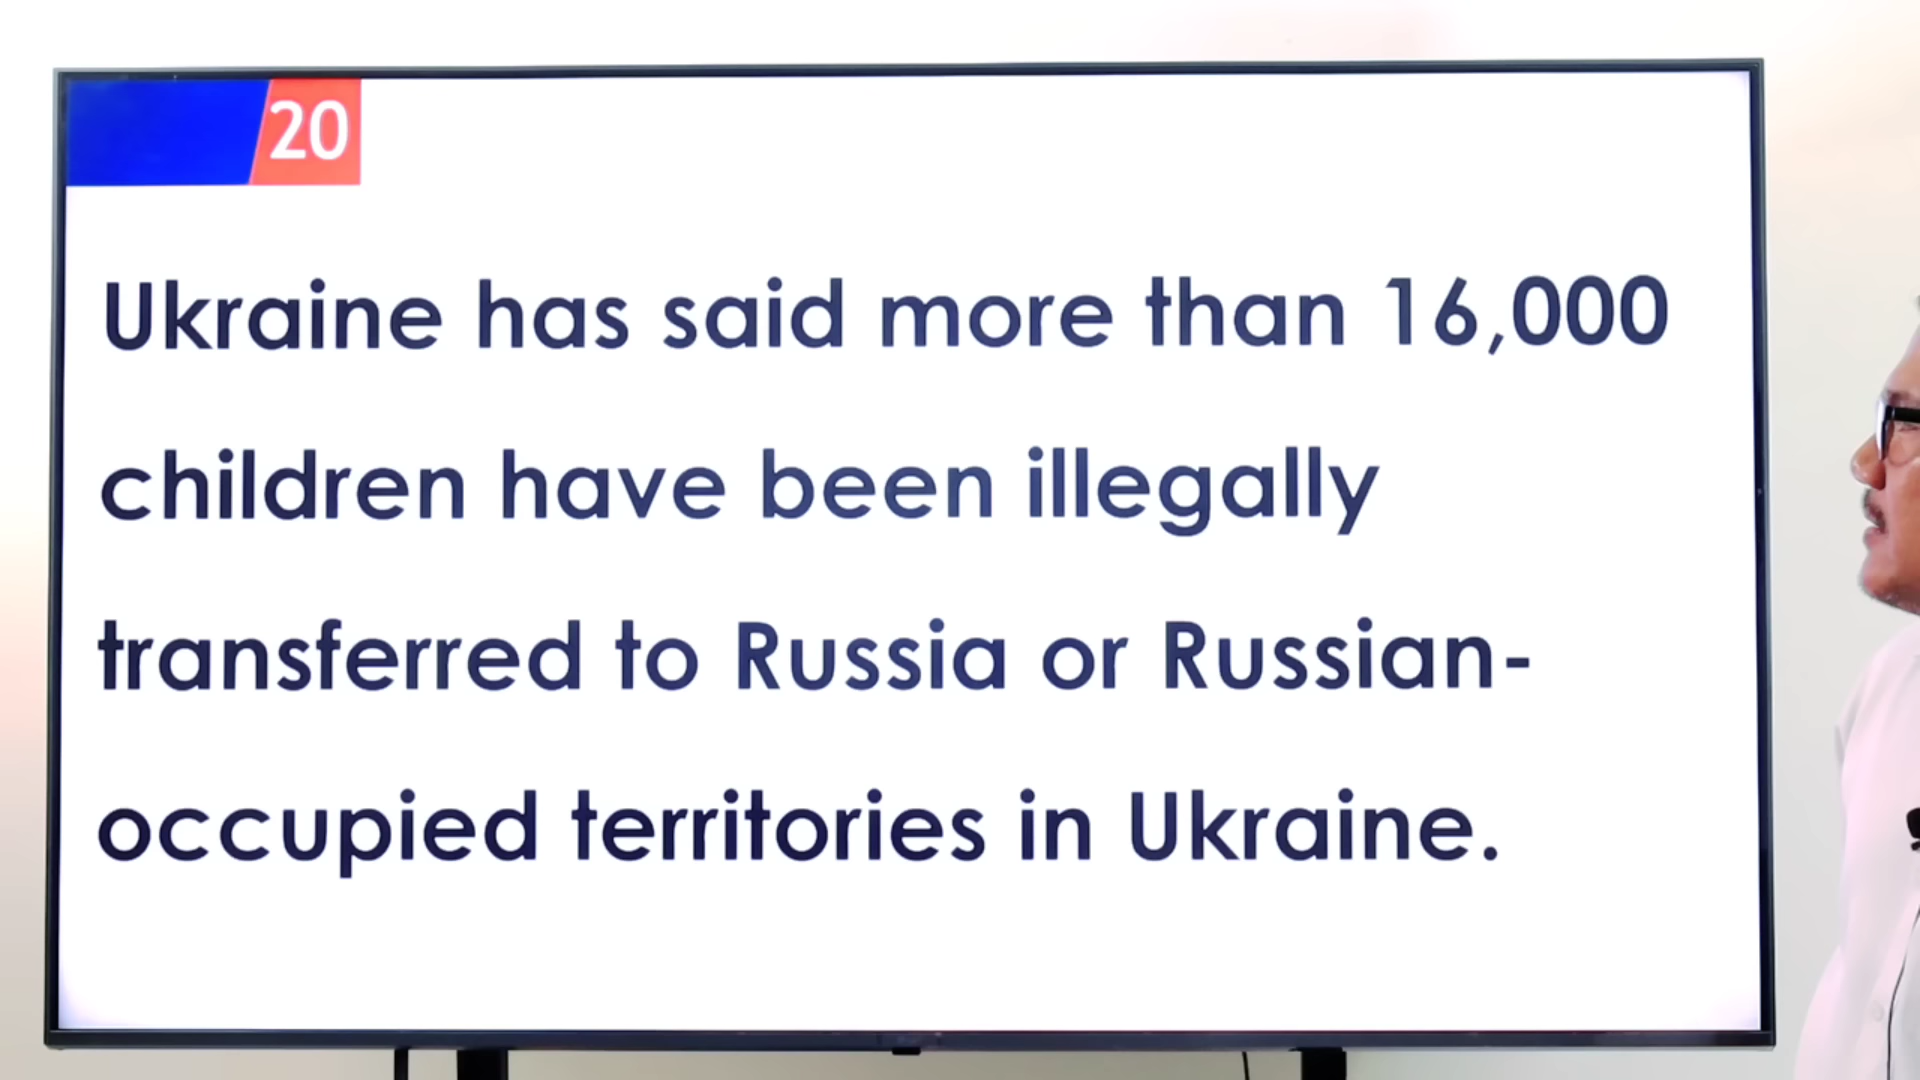 20
Ukraine has said more than 16,000
children have been illegally
transferred to Russia or Russian-
occupied territories in Ukraine.